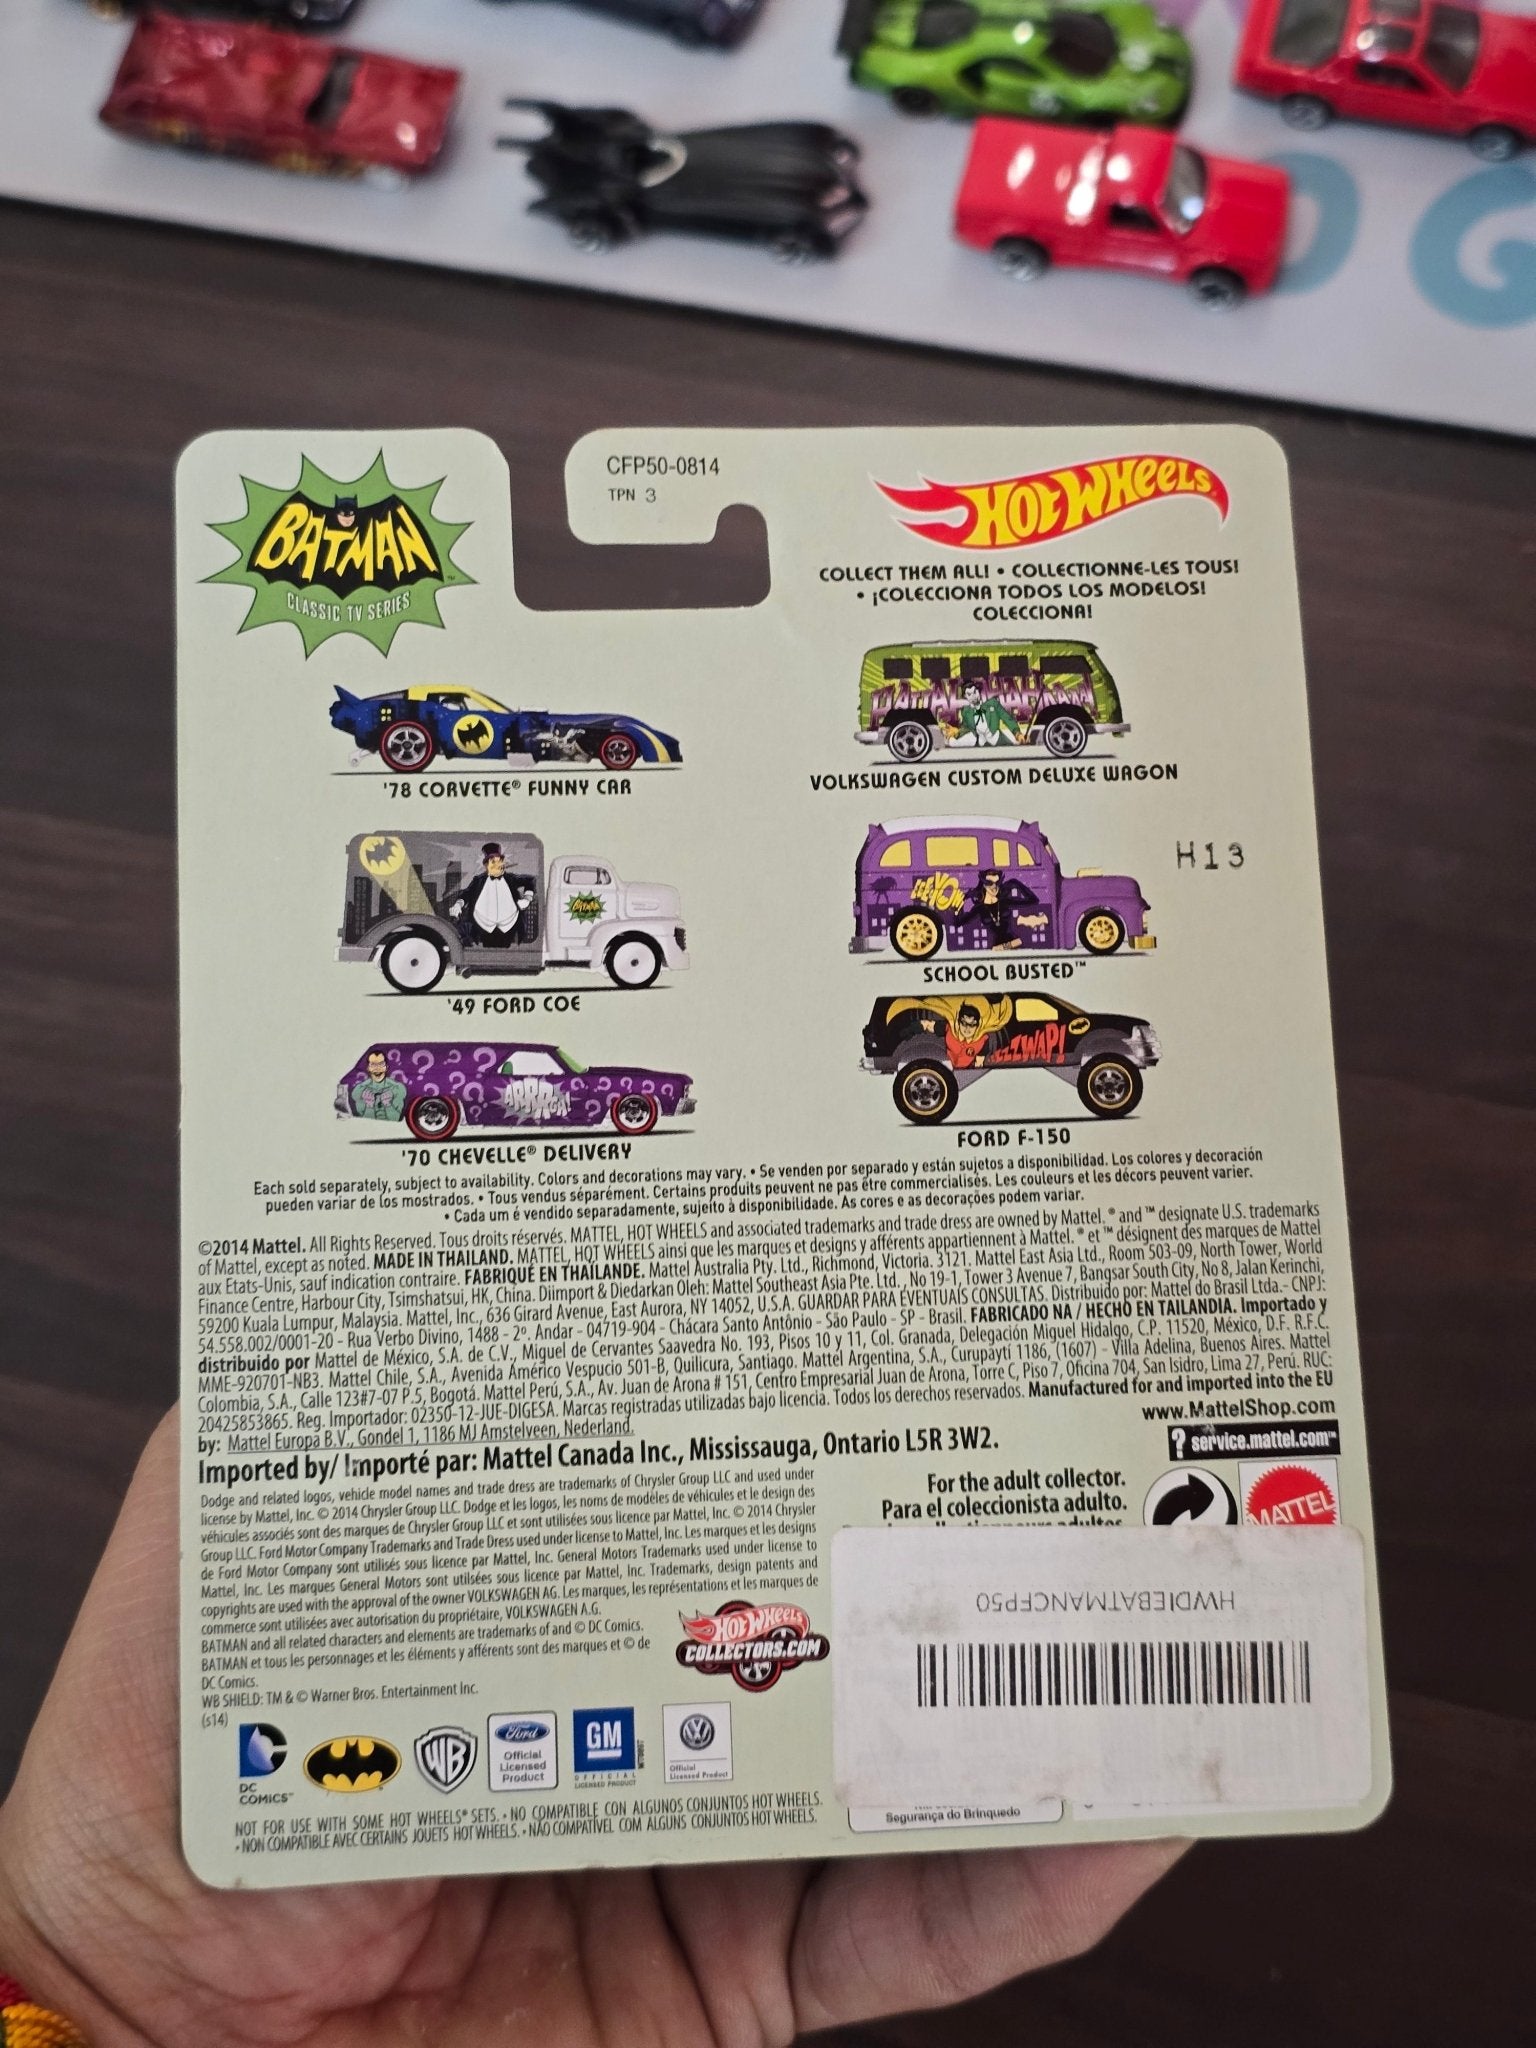 BATMAN
™
CLASSIC TV SERIES
CFP50-0814
TPN 3
HOT WHEELS
COLLECT THEM ALL! • COLLECTIONNE-LES TOUS!
• ¡COLECCIONA TODOS LOS MODELOS!
COLECCIONA!
'78 CORVETTE® FUNNY CAR
VOLKSWAGEN CUSTOM DELUXE WAGON
BATMAN
'49 FORD COE
H13
SCHOOL BUSTED™
'70 CHEVELLE® DELIVERY
FORD F-150
Each sold separately, subject to availability. Colors and decorations may vary. • Se venden por separado y están sujetos a disponibilidad. Los colores y decoración
pueden variar de los mostrados. • Tous vendus séparément. Certains produits peuvent ne pas être commercialisés. Les couleurs et les décors peuvent varier.
• Cada um é vendido separadamente, sujeito à disponibilidade. As cores e as decorações podem variar.
©2014 Mattel. All Rights Reserved. Tous droits réservés. MATTEL, HOT WHEELS and associated trademarks and trade dress are owned by Mattel. ® and ™ designate U.S. trademarks
of Mattel, except as noted. MADE IN THAILAND. MATTEL, HOT WHEELS ainsi que les marques et designs y afférents appartiennent à Mattel. ® et ™ désignent des marques de Mattel
aux Etats-Unis, sauf indication contraire. FABRIQUÉ EN THAÏLANDE. Mattel Australia Pty. Ltd., Richmond, Victoria. 3121. Mattel East Asia Ltd., Room 503-09, North Tower, World
Finance Centre, Harbour City, Tsimshatsui, HK, China. Diimport & Diedarkan Oleh: Mattel Southeast Asia Pte. Ltd., No 19-1, Tower 3 Avenue 7, Bangsar South City, No 8, Jalan Kerinchi,
59200 Kuala Lumpur, Malaysia. Mattel, Inc., 636 Girard Avenue, East Aurora, NY 14052, U.S.A. GUARDAR PARA EVENTUAIS CONSULTAS. Distribuido por: Mattel do Brasil Ltda.- CNPJ:
54.558.002/0001-20 - Rua Verbo Divino, 1488 - 2º. Andar - 04719-904 - Chácara Santo Antônio - São Paulo - SP - Brasil. FABRICADO NA / HECHO EN TAILANDIA. Importado y
distribuido por Mattel de México, S.A. de C.V., Miguel de Cervantes Saavedra No. 193, Pisos 10 y 11, Col. Granada, Delegación Miguel Hidalgo, C.P. 11520, México, D.F. R.F.C.
MME-920701-NB3. Mattel Chile, S.A., Avenida Américo Vespucio 501-B, Quilicura, Santiago. Mattel Argentina, S.A., Curupaytí 1186, (1607) - Villa Adelina, Buenos Aires. Mattel
Colombia, S.A., Calle 123#7-07 P.5, Bogotá. Mattel Perú, S.A., Av. Juan de Arona # 151, Centro Empresarial Juan de Arona, Torre C, Piso 7, Oficina 704, San Isidro, Lima 27, Perú. RUC:
20425853865. Reg. Importador: 02350-12-JUE-DIGESA. Marcas registradas utilizadas bajo licencia. Todos los derechos reservados. Manufactured for and imported into the EU
by: Mattel Europa B.V., Gondel 1, 1186 MJ Amstelveen, Nederland.
www.MattelShop.com
? service.mattel.com™
Imported by/ Importé par: Mattel Canada Inc., Mississauga, Ontario L5R 3W2.
Dodge and related logos, vehicle model names and trade dress are trademarks of Chrysler Group LLC and used under
license by Mattel, Inc. © 2014 Chrysler Group LLC. Dodge et les logos, les noms de modèles de véhicules et le design des
véhicules associés sont des marques de Chrysler Group LLC et sont utilisés sous licence par Mattel, Inc. © 2014 Chrysler
Group LLC. Ford Motor Company Trademarks and Trade Dress used under license to Mattel, Inc. Les marques et les designs
de Ford Motor Company sont utilisés sous licence par Mattel, Inc. General Motors Trademarks used under license to
Mattel, Inc. Les marques General Motors sont utilsées sous licence par Mattel, Inc. Trademarks, design patents and
copyrights are used with the approval of the owner VOLKSWAGEN AG. Les marques, les représentations et les marques de
commerce sont utilisées avec autorisation du propriétaire, VOLKSWAGEN A.G.
BATMAN and all related characters and elements are trademarks of and © DC Comics.
BATMAN et tous les personnages et les éléments y afférents sont des marques et © de
DC Comics.
WB SHIELD: TM & © Warner Bros. Entertainment Inc.
(s14)
For the adult collector.
Para el coleccionista adulto.
MATTEL
HWDIEBATMANCFP50
HOT WHEELS
COLLECTORS.COM
DC
COMICS™
WB
Ford
Official
Licensed
Product
GM
OFFICIAL
LICENSED PRODUCT
Official
Licensed Product
Segurança do Brinquedo
NOT FOR USE WITH SOME HOT WHEELS® SETS. • NO COMPATIBLE CON ALGUNOS CONJUNTOS HOT WHEELS.
• NON COMPATIBLE AVEC CERTAINS JOUETS HOT WHEELS. • NÃO COMPATÍVEL COM ALGUNS CONJUNTOS HOT WHEELS.